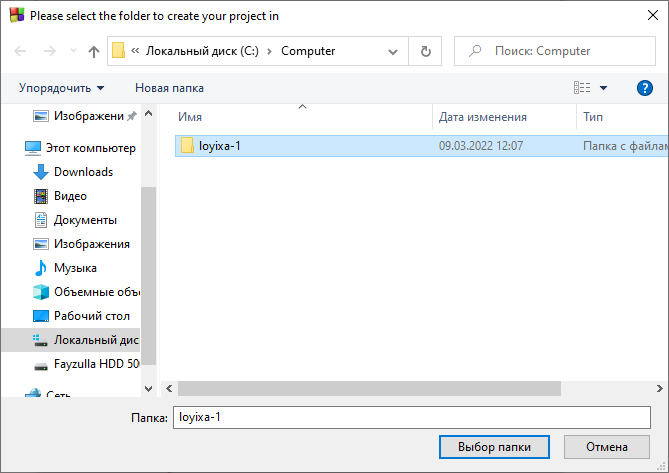 Please select the folder to create your project in
« Локальный диск (C:) › Computer
Поиск: Computer
Упорядочить
Новая папка
Имя
Дата изменения
Тип
loyixa-1
09.03.2022 12:07
Папка с файлам
Изображени
Этот компьютер
Downloads
Видео
Документы
Изображения
Музыка
Объемные объ
Рабочий стол
Локальный дис
Fayzulla HDD 50
Сеть
Папка:
loyixa-1
Выбор папки
Отмена